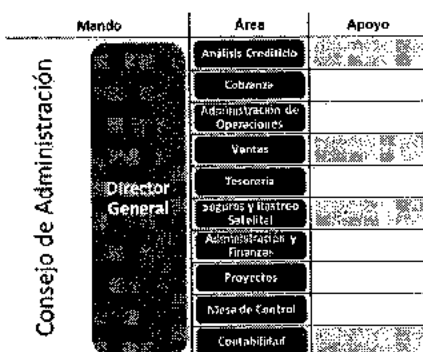 Mando Área Apoyo
Consejo de Administración
Director
General
Análisis Crediticio
Cobranza
Administración de
Operaciones
Ventas
Tesorería
Seguros y Rastreo
Satelital
Administración y
Finanzas
Proyectos
Mesa de Control
Contabilidad